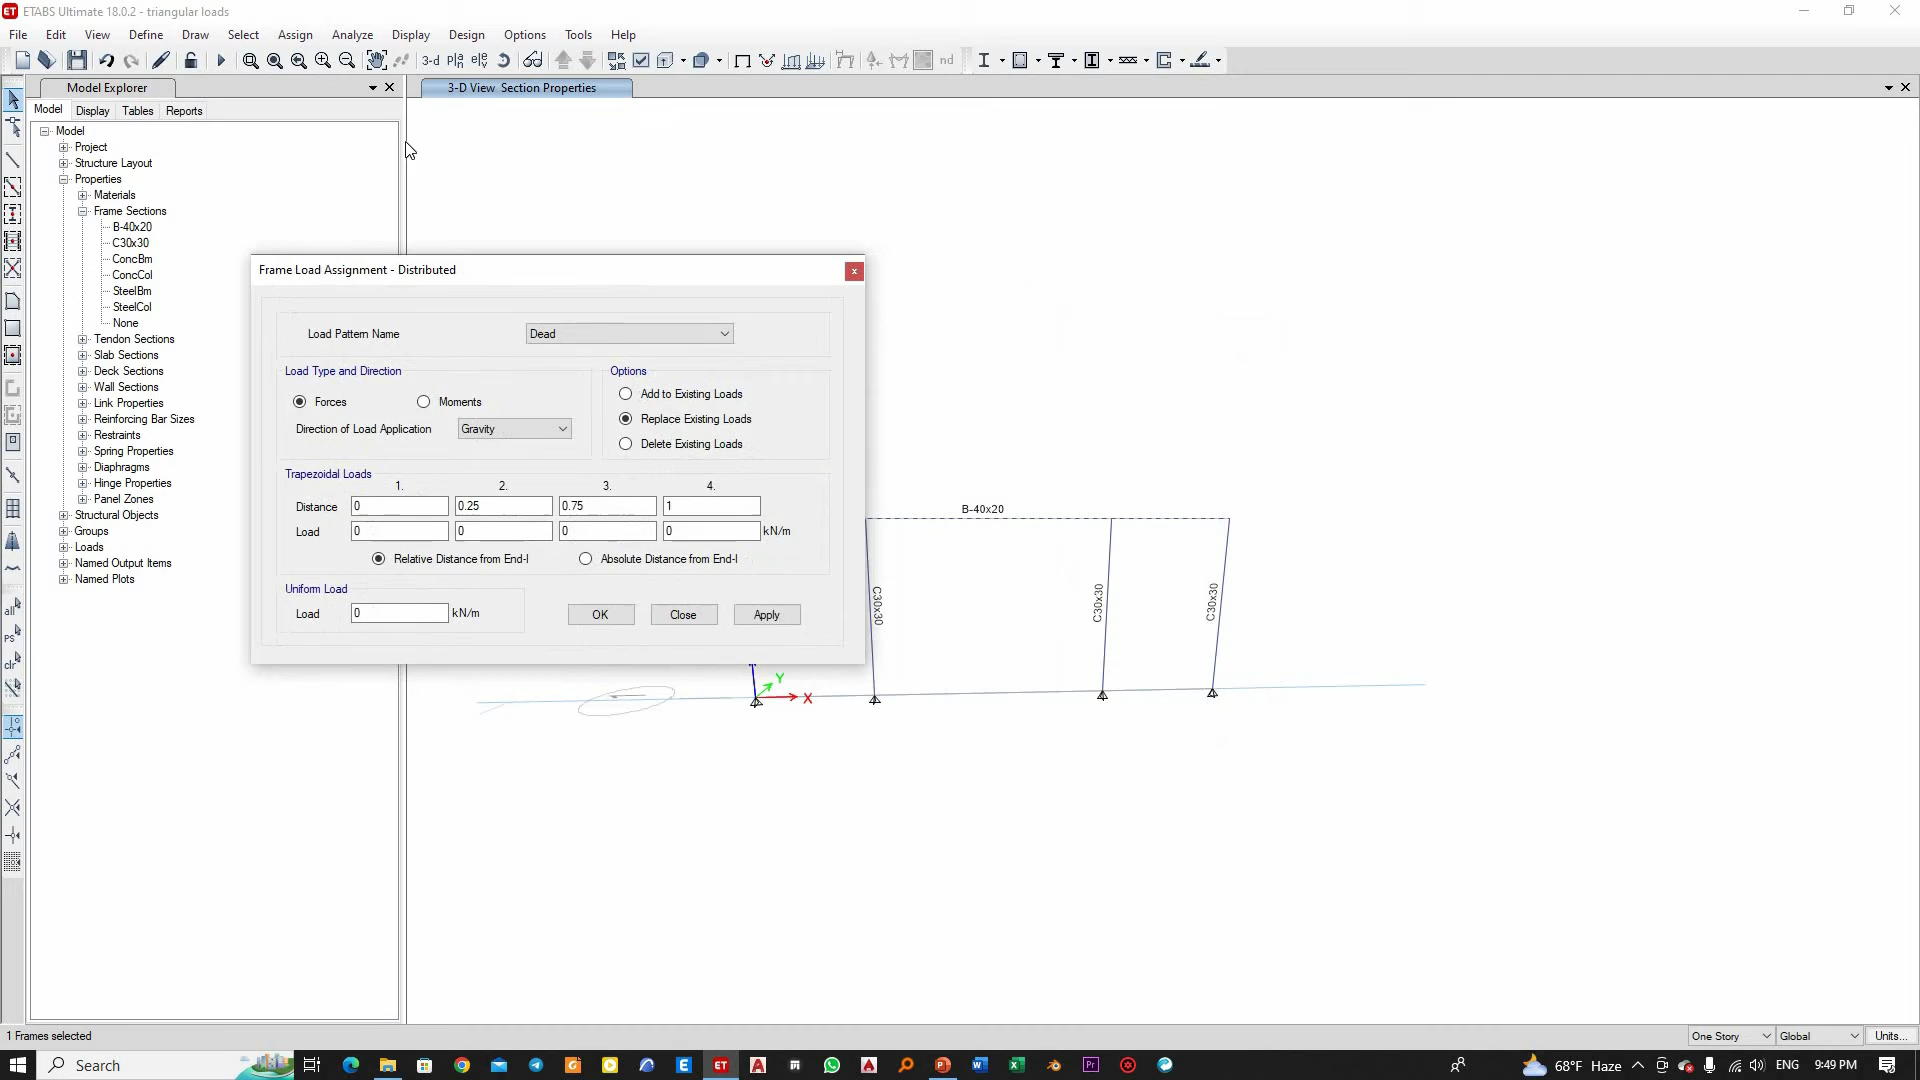 ETABS Ultimate 18.0.2 - triangular loads
File Edit View Define Draw Select Assign Analyze Display Design Options Tools Help
3-d nd
Model Explorer
3-D View Section Properties
Model Display Tables Reports
Model
Project
Structure Layout
Properties
Materials
Frame Sections
B-40x20
C30x30
ConcBm
ConcCol
SteelBm
SteelCol
None
Tendon Sections
Slab Sections
Deck Sections
Wall Sections
Link Properties
Reinforcing Bar Sizes
Restraints
Spring Properties
Diaphragms
Hinge Properties
Panel Zones
Structural Objects
Groups
Loads
Named Output Items
Named Plots
Frame Load Assignment - Distributed
Load Pattern Name Dead
Load Type and Direction
Forces Moments
Direction of Load Application Gravity
Options
Add to Existing Loads
Replace Existing Loads
Delete Existing Loads
Trapezoidal Loads
1. 2. 3. 4.
Distance 0 0.25 0.75 1
Load 0 0 0 0 kN/m
Relative Distance from End-I Absolute Distance from End-I
Uniform Load
Load 0 kN/m
OK Close Apply
B-40x20
C30x30
C30x30
C30x30
Y
X
all
PS
clr
1 Frames selected
One Story Global Units...
Search
68°F Haze ENG 9:49 PM